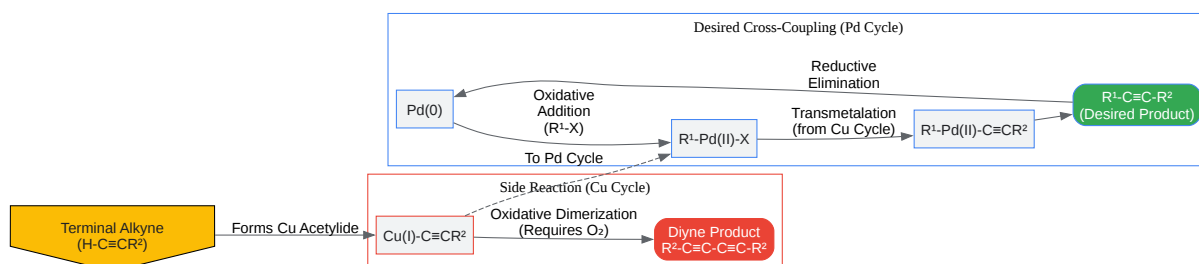 Desired Cross-Coupling (Pd Cycle)
Reductive
Elimination
Pd(0)
Oxidative
Addition
(R¹-X)
R¹-Pd(II)-X
Transmetalation
(from Cu Cycle)
R¹-Pd(II)-C≡CR²
R¹-C≡C-R²
(Desired Product)
To Pd Cycle
Side Reaction (Cu Cycle)
Terminal Alkyne
(H-C≡CR²)
Forms Cu Acetylide
Cu(I)-C≡CR²
Oxidative Dimerization
(Requires O₂)
Diyne Product
R²-C≡C-C≡C-R²